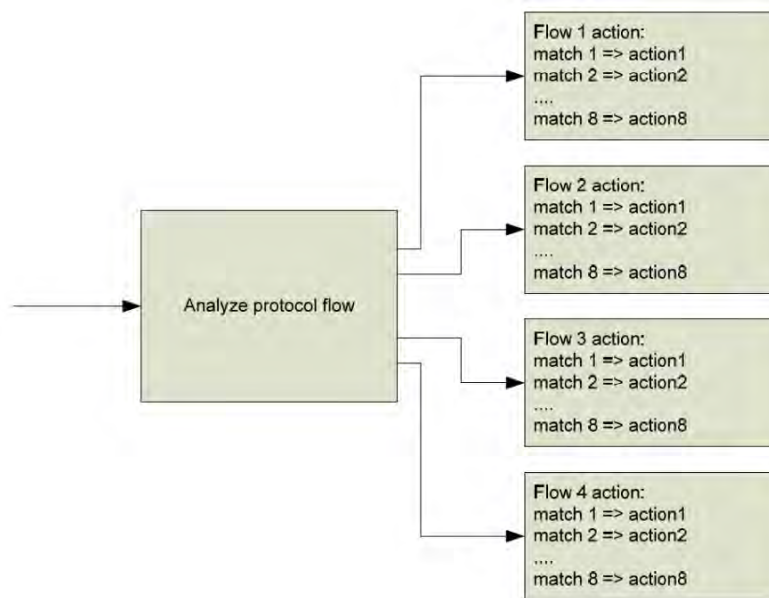 Flow 1 action:
match 1 => action1
match 2 => action2
....
match 8 => action8
Flow 2 action:
match 1 => action1
match 2 => action2
....
match 8 => action8
Analyze protocol flow
Flow 3 action:
match 1 => action1
match 2 => action2
....
match 8 => action8
Flow 4 action:
match 1 => action1
match 2 => action2
....
match 8 => action8